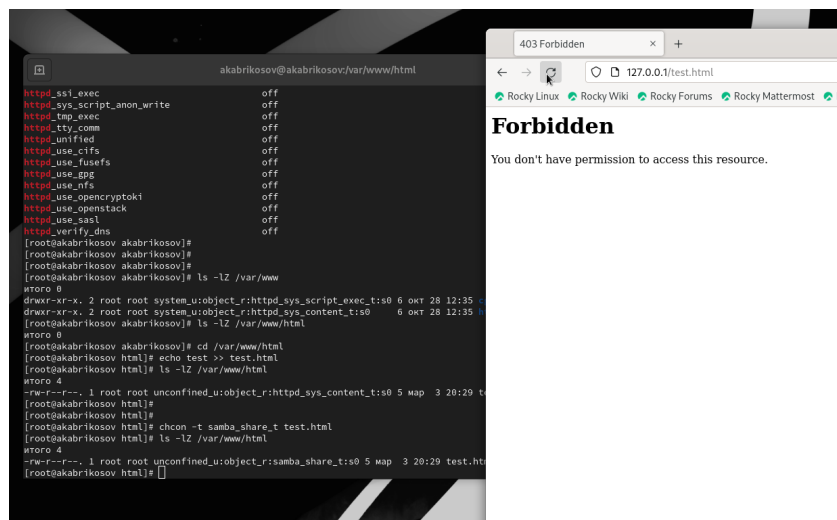 akabrikosov@akabrikosov:/var/www/html
httpd_ssi_exec off
httpd_sys_script_anon_write off
httpd_tmp_exec off
httpd_tty_comm off
httpd_unified off
httpd_use_cifs off
httpd_use_fusefs off
httpd_use_gpg off
httpd_use_nfs off
httpd_use_opencryptoki off
httpd_use_openstack off
httpd_use_sasl off
httpd_verify_dns off
[root@akabrikosov akabrikosov]#
[root@akabrikosov akabrikosov]#
[root@akabrikosov akabrikosov]#
[root@akabrikosov akabrikosov]# ls -lZ /var/www
итого 0
drwxr-xr-x. 2 root root system_u:object_r:httpd_sys_script_exec_t:s0 6 окт 28 12:35
drwxr-xr-x. 2 root root system_u:object_r:httpd_sys_content_t:s0 6 окт 28 12:35
[root@akabrikosov akabrikosov]# ls -lZ /var/www/html
итого 0
[root@akabrikosov akabrikosov]# cd /var/www/html
[root@akabrikosov html]# echo test >> test.html
[root@akabrikosov html]# ls -lZ /var/www/html
итого 4
-rw-r--r--. 1 root root unconfined_u:object_r:httpd_sys_content_t:s0 5 мар 3 20:29
[root@akabrikosov html]#
[root@akabrikosov html]#
[root@akabrikosov html]# chcon -t samba_share_t test.html
[root@akabrikosov html]# ls -lZ /var/www/html
итого 4
-rw-r--r--. 1 root root unconfined_u:object_r:samba_share_t:s0 5 мар 3 20:29 test.ht
[root@akabrikosov html]#
403 Forbidden
127.0.0.1/test.html
Rocky Linux Rocky Wiki Rocky Forums Rocky Mattermost
Forbidden
You don't have permission to access this resource.